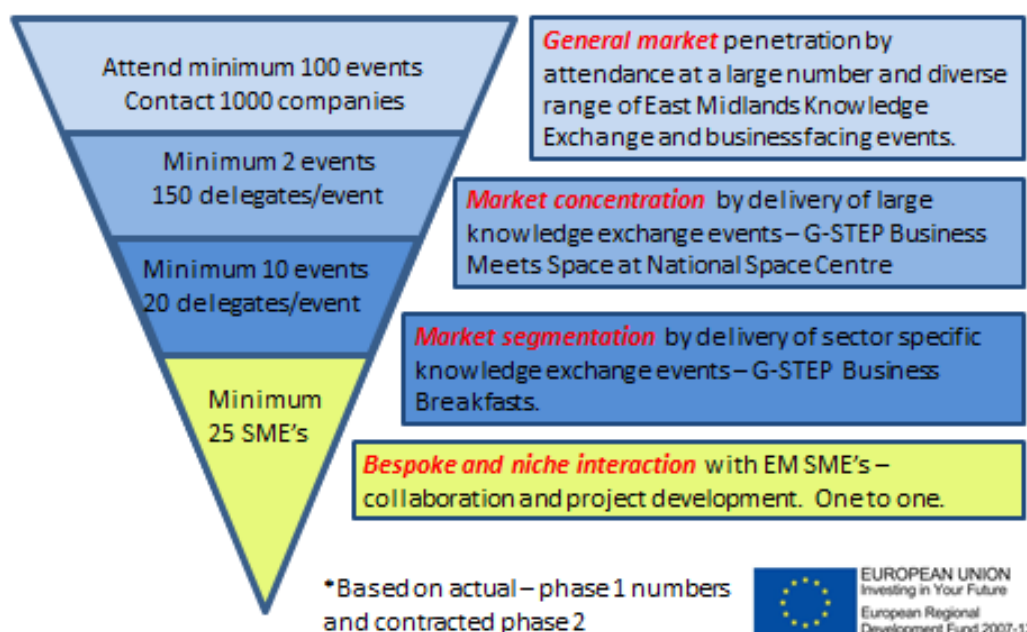 Attend minimum 100 events
Contact 1000 companies
General market penetration by
attendance at a large number and diverse
range of East Midlands Knowledge
Exchange and businessfacing events.
Minimum 2 events
150 delegates/event
Market concentration by delivery of large
knowledge exchange events – G-STEP Business
Meets Space at National Space Centre
Minimum 10 events
20 delegates/event
Market segmentation by delivery of sector specific
knowledge exchange events – G-STEP Business
Breakfasts.
Minimum
25 SME's
Bespoke and niche interaction with EM SME's –
collaboration and project development. One to one.
*Based on actual – phase 1 numbers
and contracted phase 2
EUROPEAN UNION
Investing in Your Future
European Regional
Development Fund 2007-1